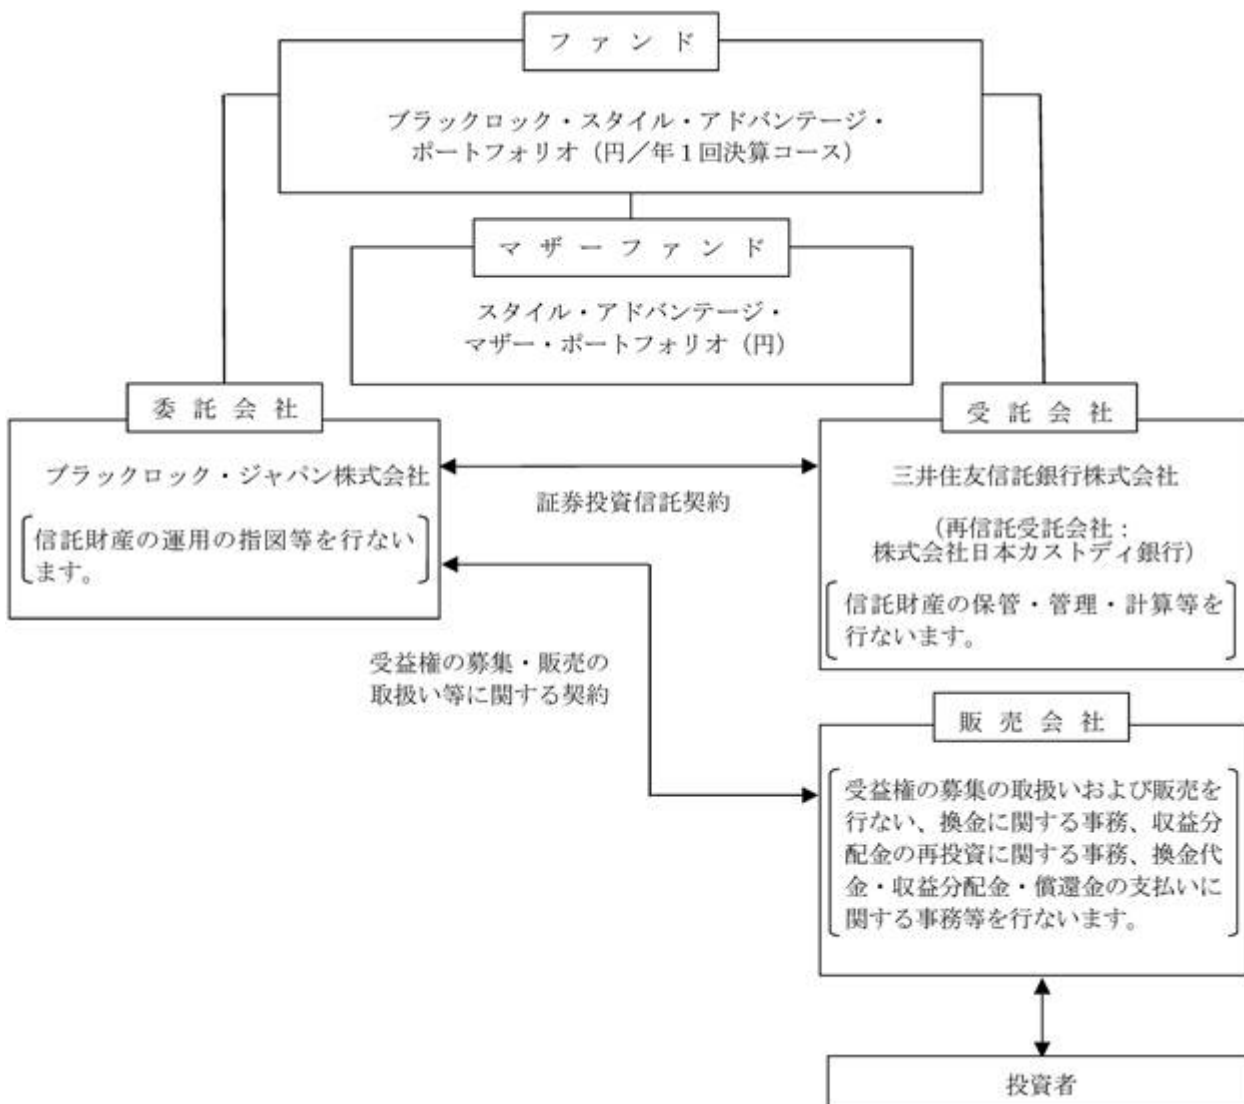 ファンド
ブラックロック・スタイル・アドバンテージ・
ポートフォリオ（円／年１回決算コース）
マザーファンド
スタイル・アドバンテージ・
マザー・ポートフォリオ（円）
委託会社
ブラックロック・ジャパン株式会社
信託財産の運用の指図等を行ない
ます。
証券投資信託契約
受託会社
三井住友信託銀行株式会社
（再信託受託会社：
株式会社日本カストディ銀行）
信託財産の保管・管理・計算等を
行ないます。
受益権の募集・販売の
取扱い等に関する契約
販売会社
受益権の募集の取扱いおよび販売を
行ない、換金に関する事務、収益分
配金の再投資に関する事務、換金代
金・収益分配金・償還金の支払いに
関する事務等を行ないます。
投資者